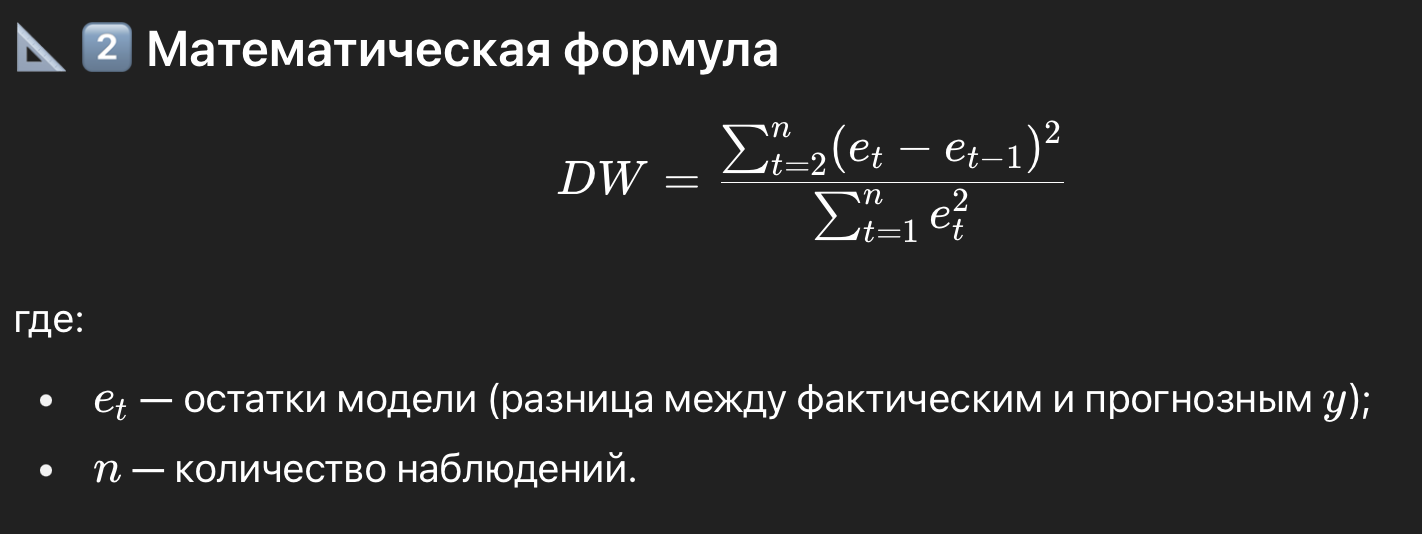 📐 2️⃣ Математическая формула
$$DW = \frac{\sum_{t=2}^{n}(e_t - e_{t-1})^2}{\sum_{t=1}^{n} e_t^2}$$
где:
• $e_t$ — остатки модели (разница между фактическим и прогнозным $y$);
• $n$ — количество наблюдений.